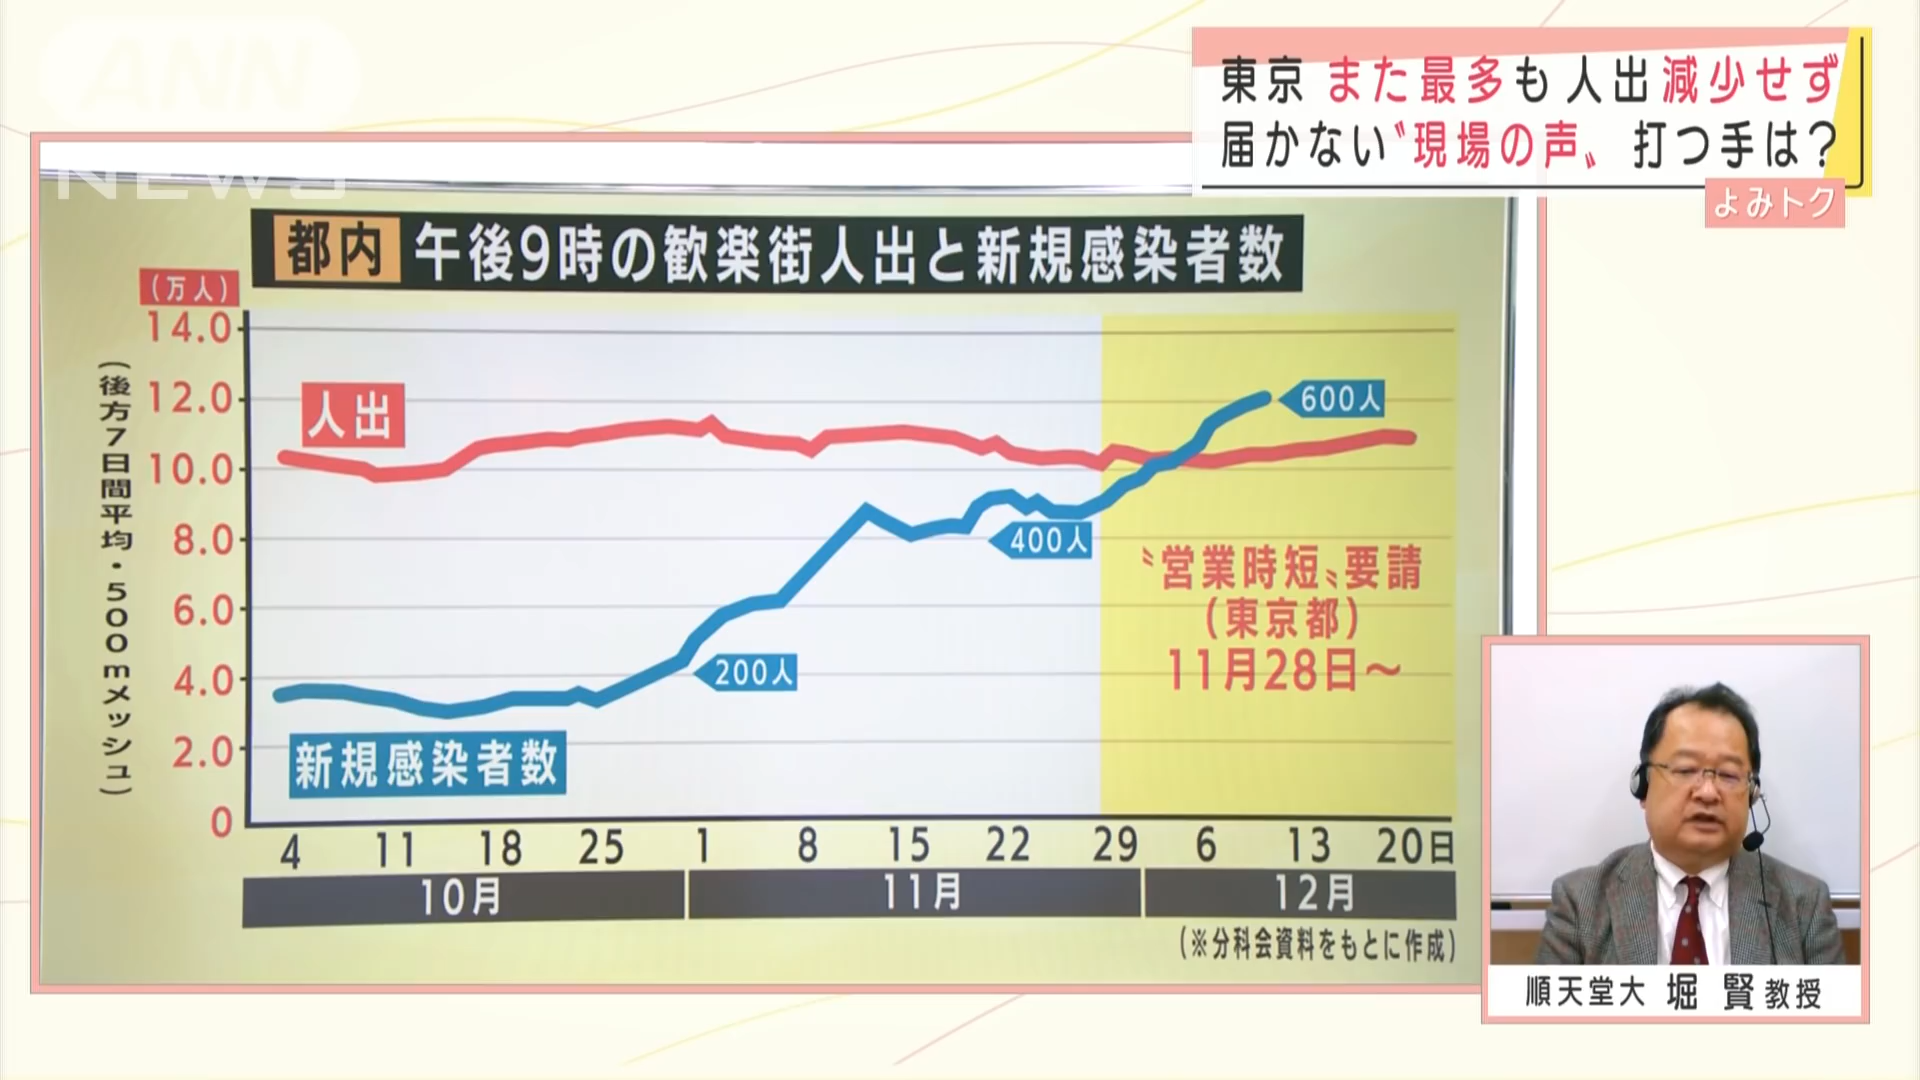 ANN
NEWS
東京 また最多も人出減少せず
届かない〝現場の声〟打つ手は?
よみトク
都内 午後9時の歓楽街人出と新規感染者数
(万人)
14.0
12.0
10.0
8.0
6.0
4.0
2.0
0
(後方7日間平均・500mメッシュ)
人出
600人
400人
200人
〝営業時短〟要請
(東京都)
11月28日～
新規感染者数
4 11 18 25 1 8 15 22 29 6 13 20日
10月 11月 12月
(※分科会資料をもとに作成)
順天堂大 堀 賢 教授